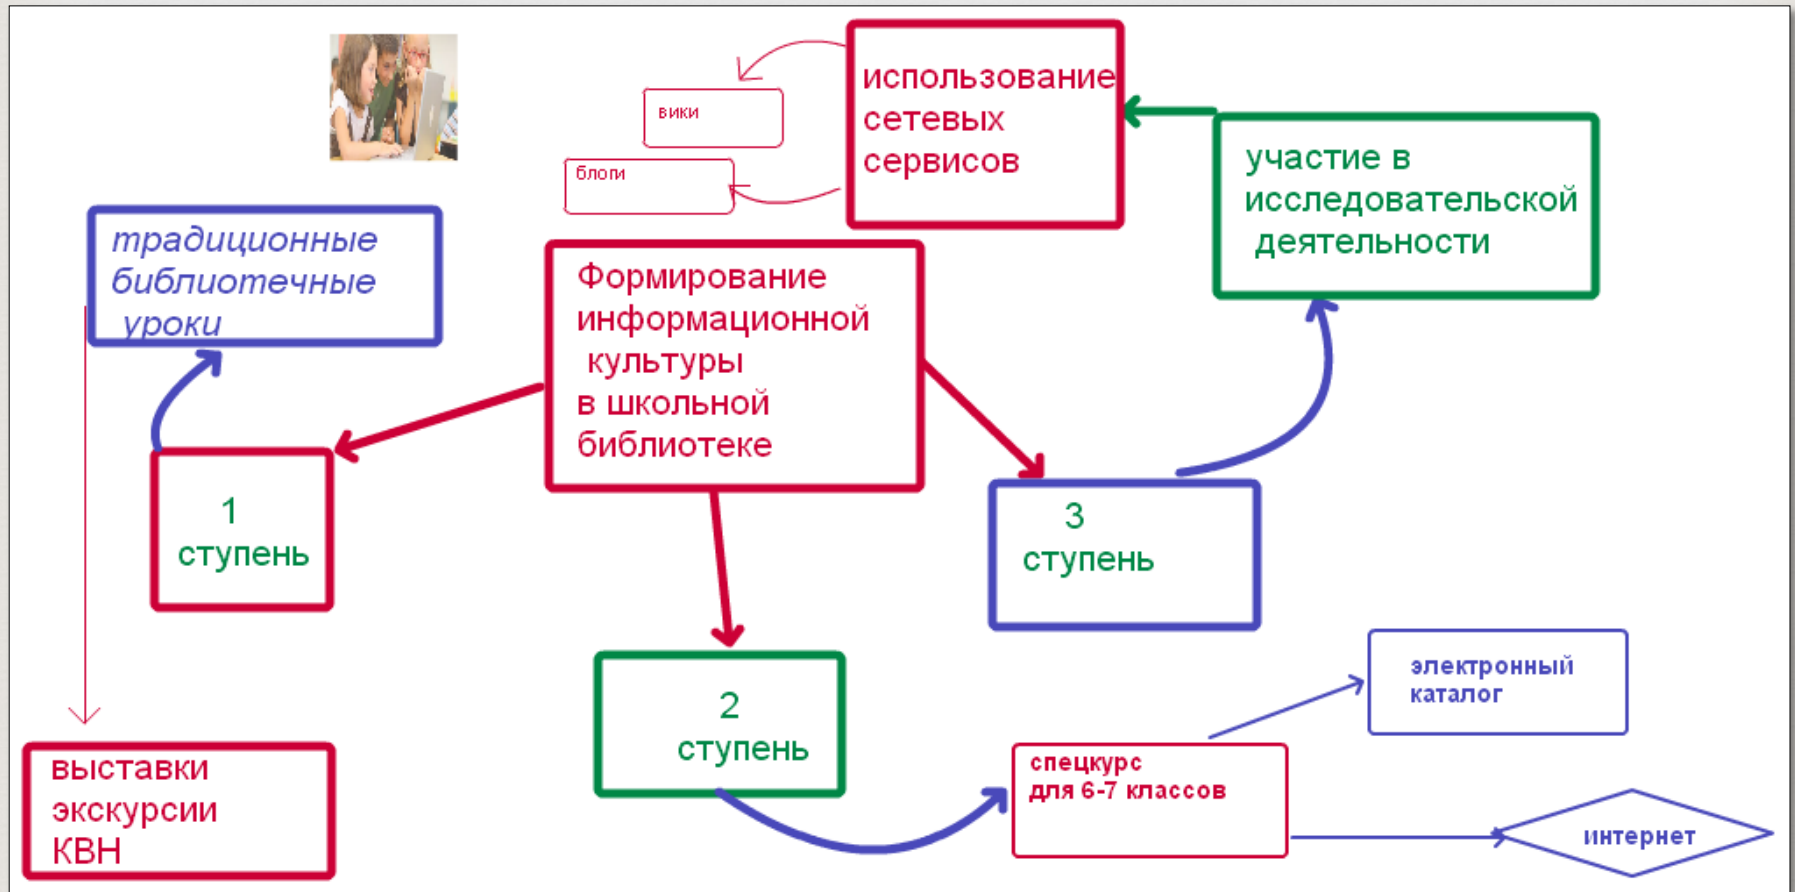 использование
сетевых
сервисов
вики
блоги
участие в
исследовательской
деятельности
традиционные
библиотечные
уроки
Формирование
информационной
культуры
в школьной
библиотеке
1
ступень
3
ступень
2
ступень
электронный
каталог
спецкурс
для 6-7 классов
интернет
выставки
экскурсии
КВН